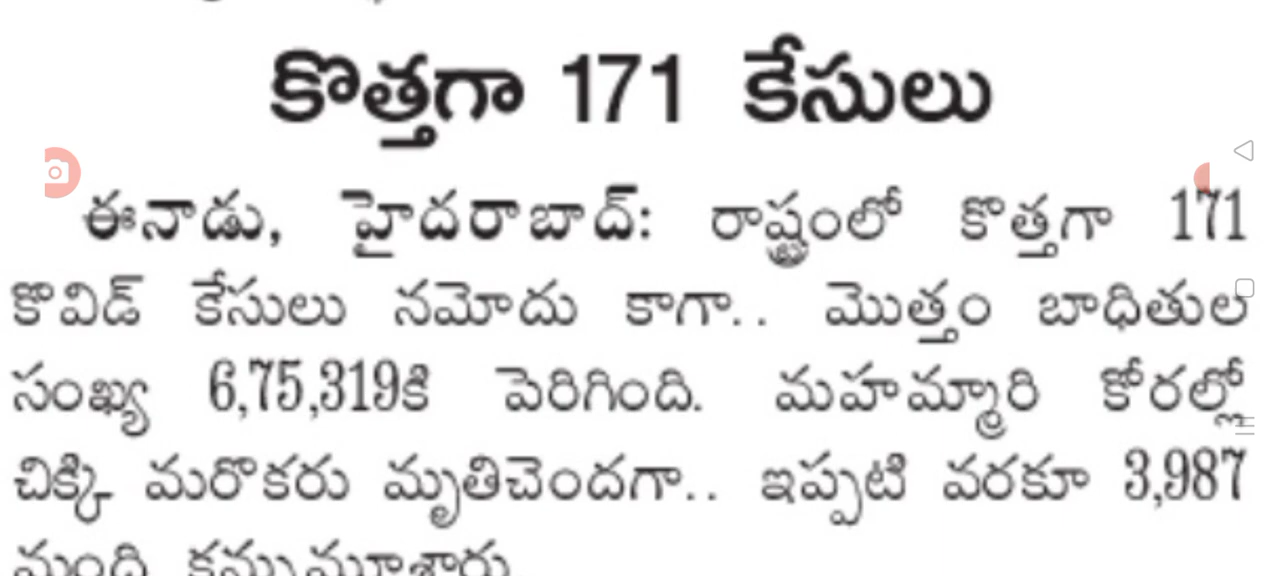 కొత్తగా 171 కేసులు
ఈనాడు, హైదరాబాద్: రాష్ట్రంలో కొత్తగా 171
కొవిడ్ కేసులు నమోదు కాగా.. మొత్తం బాధితుల
సంఖ్య 6,75,319కి పెరిగింది. మహమ్మారి కోరల్లో
చిక్కి మరొకరు మృతిచెందగా.. ఇప్పటి వరకూ 3,987
మంది కన్నుమూశారు.